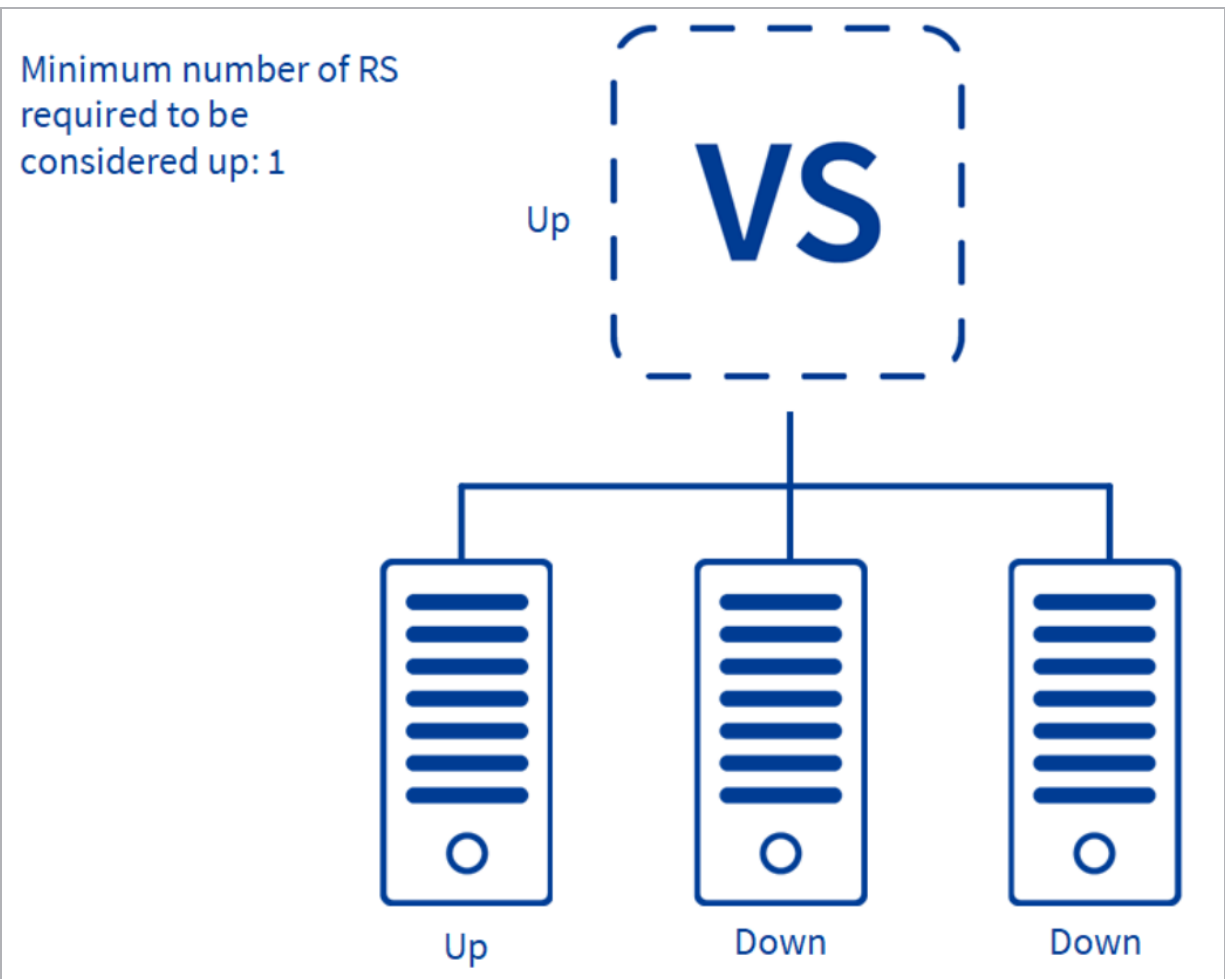 Minimum number of RS
required to be
considered up: 1
Up
VS
Up
Down
Down